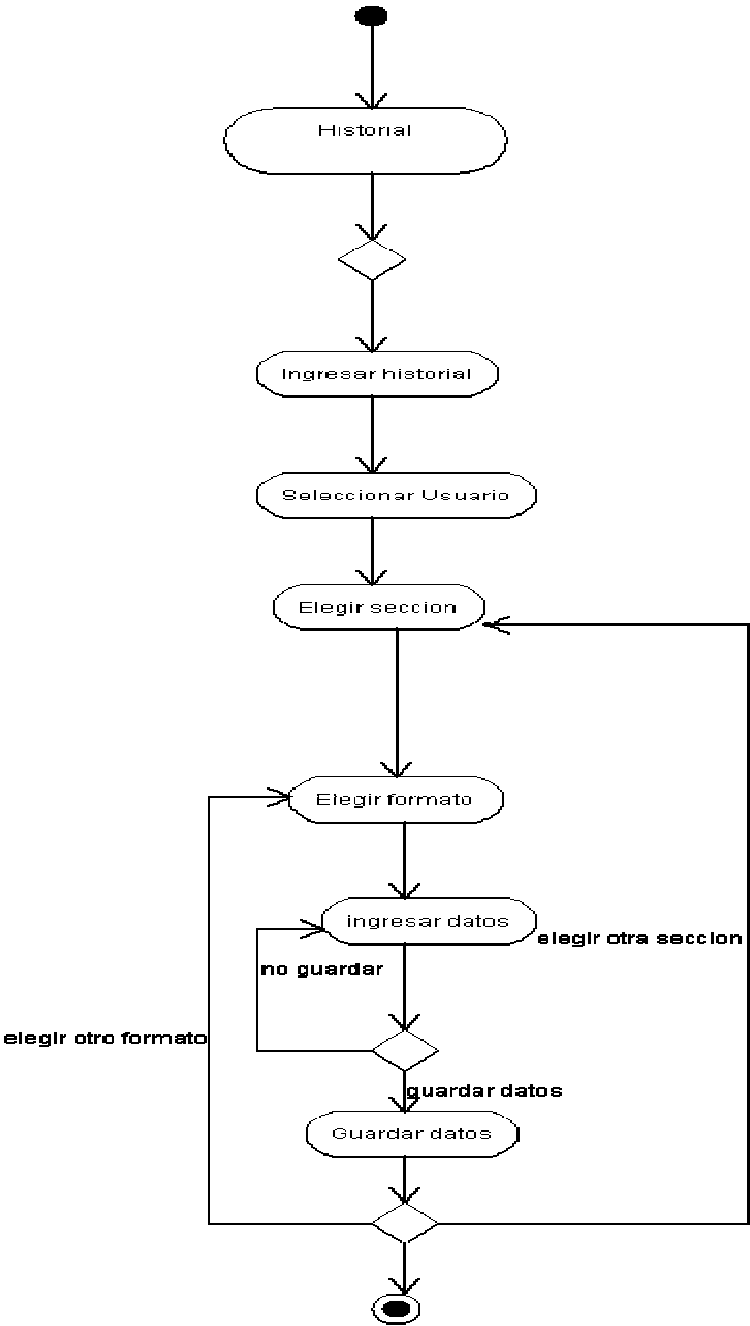 Historial
Ingresar historial
Seleccionar Usuario
Elegir seccion
Elegir formato
ingresar datos
elegir otra seccion
no guardar
elegir otro formato
guardar datos
Guardar datos